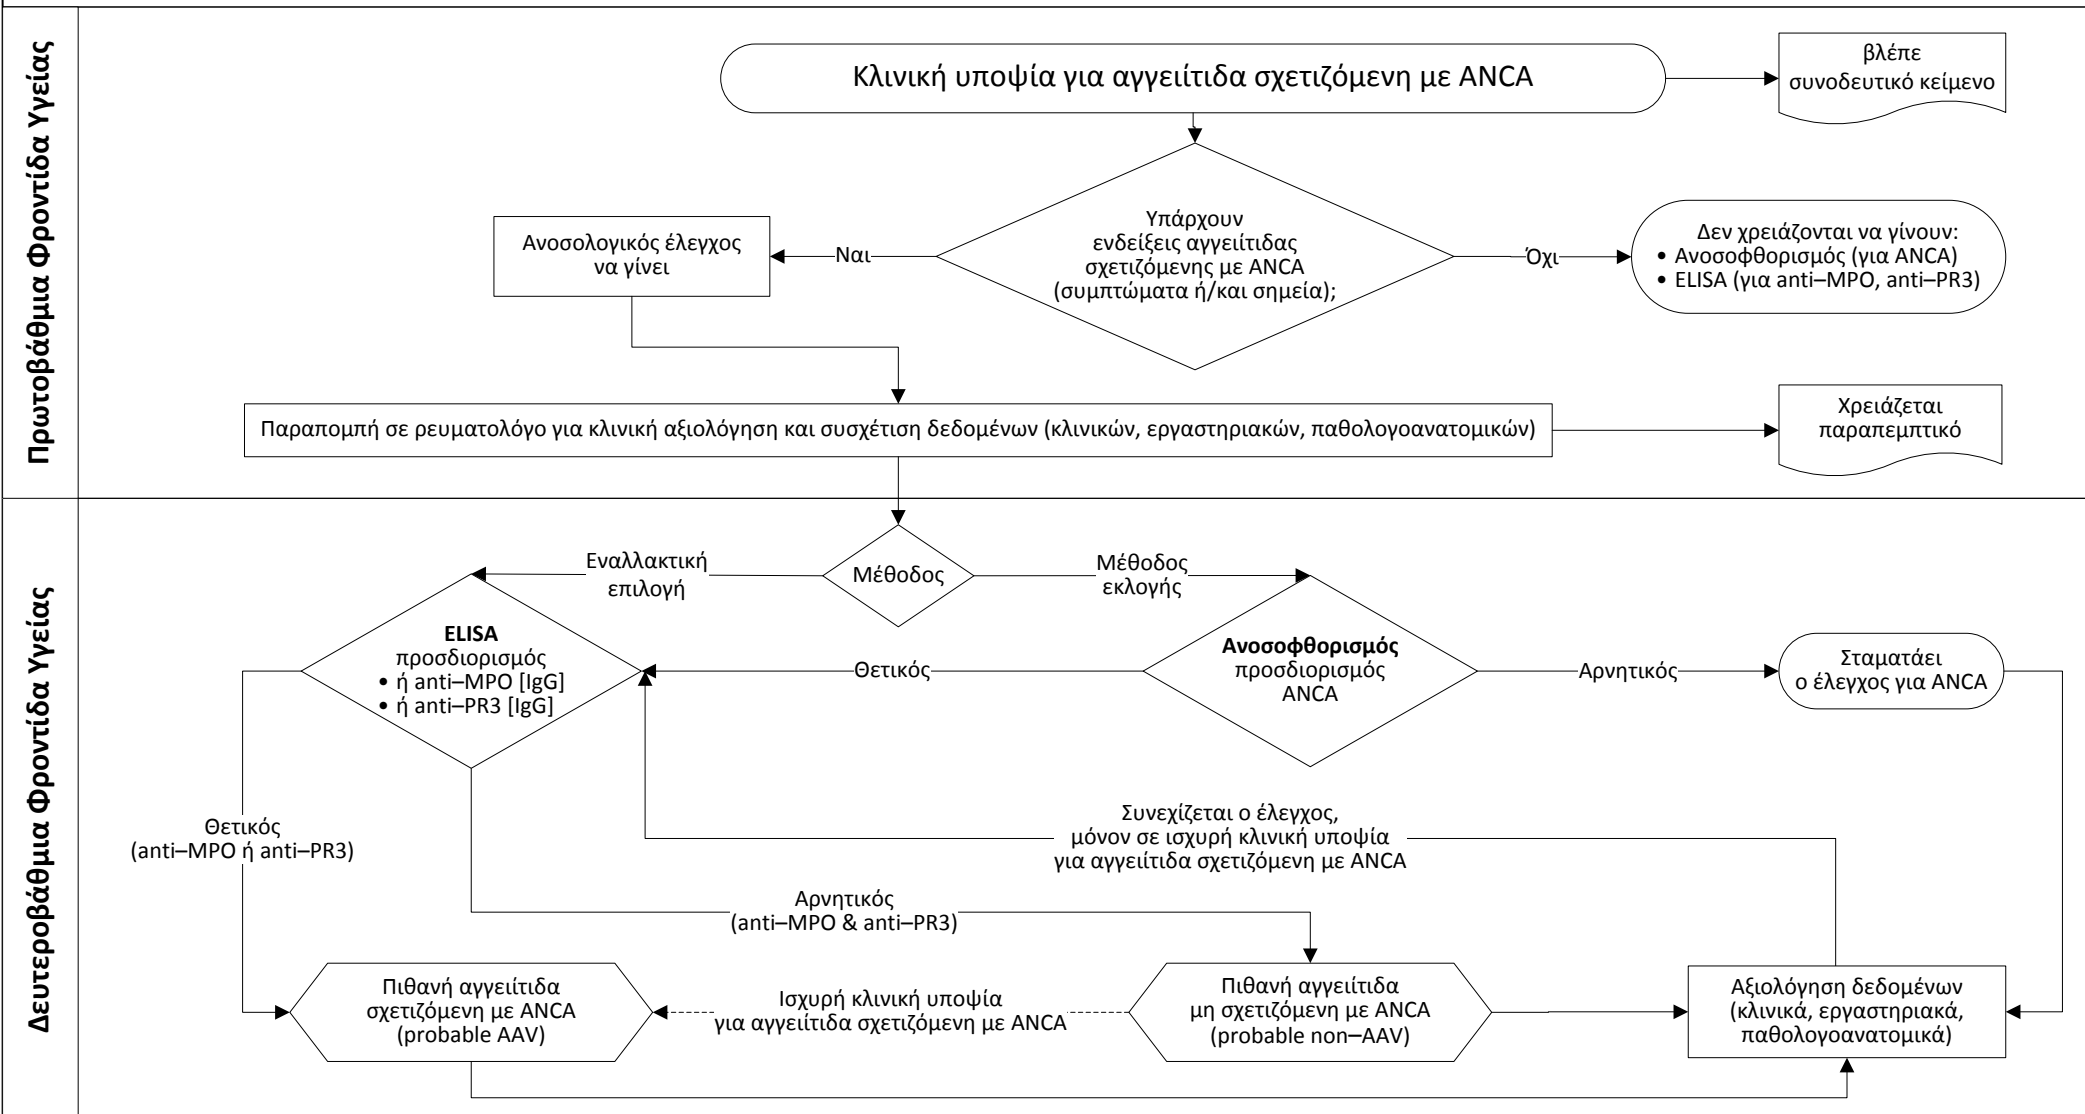 Πρωτοβάθμια Φροντίδα Υγείας
Κλινική υποψία για αγγειίτιδα σχετιζόμενη με ANCA
βλέπε
συνοδευτικό κείμενο
Υπάρχουν
ενδείξεις αγγειίτιδας
σχετιζόμενης με ANCA
(συμπτώματα ή/και σημεία);
Ναι
Ανοσολογικός έλεγχος
να γίνει
Όχι
Δεν χρειάζονται να γίνουν:
• Ανοσοφθορισμός (για ANCA)
• ELISA (για anti–MPO, anti–PR3)
Παραπομπή σε ρευματολόγο για κλινική αξιολόγηση και συσχέτιση δεδομένων (κλινικών, εργαστηριακών, παθολογοανατομικών)
Χρειάζεται
παραπεμπτικό
Δευτεροβάθμια Φροντίδα Υγείας
Μέθοδος
Εναλλακτική
επιλογή
Μέθοδος
εκλογής
ELISA
προσδιορισμός
• ή anti–MPO [IgG]
• ή anti–PR3 [IgG]
Θετικός
Ανοσοφθορισμός
προσδιορισμός
ANCA
Αρνητικός
Σταματάει
ο έλεγχος για ANCA
Θετικός
(anti–MPO ή anti–PR3)
Συνεχίζεται ο έλεγχος,
μόνον σε ισχυρή κλινική υποψία
για αγγειίτιδα σχετιζόμενη με ANCA
Αρνητικός
(anti–MPO & anti–PR3)
Πιθανή αγγειίτιδα
σχετιζόμενη με ANCA
(probable AAV)
Ισχυρή κλινική υποψία
για αγγειίτιδα σχετιζόμενη με ANCA
Πιθανή αγγειίτιδα
μη σχετιζόμενη με ANCA
(probable non–AAV)
Αξιολόγηση δεδομένων
(κλινικά, εργαστηριακά,
παθολογοανατομικά)